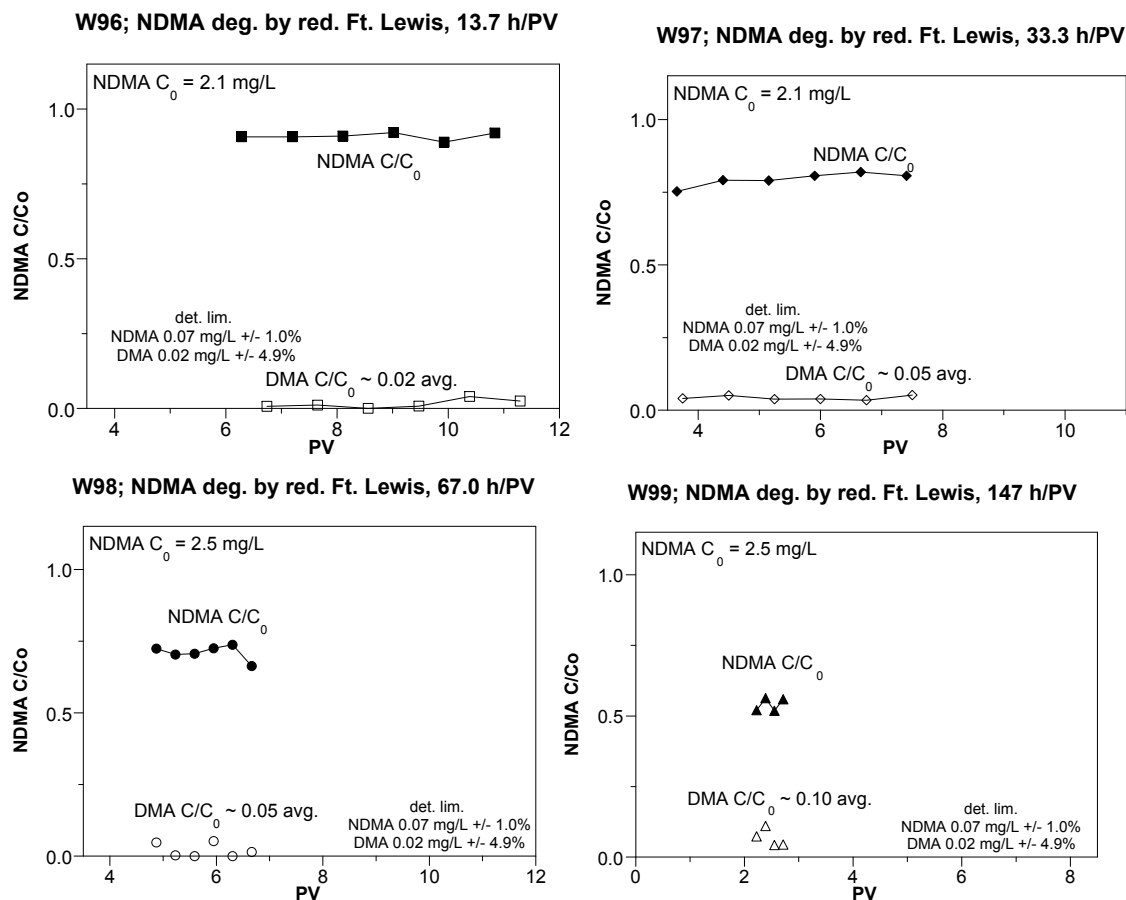 W96; NDMA deg. by red. Ft. Lewis, 13.7 h/PV
NDMA C₀ = 2.1 mg/L
1.0
NDMA C/C₀
NDMA C/Co
0.5
det. lim.
NDMA 0.07 mg/L +/- 1.0%
DMA 0.02 mg/L +/- 4.9%
DMA C/C₀ ~ 0.02 avg.
0.0
4 6 8 10 12
PV
W97; NDMA deg. by red. Ft. Lewis, 33.3 h/PV
NDMA C₀ = 2.1 mg/L
1.0
NDMA C/C₀
NDMA C/Co
0.5
det. lim.
NDMA 0.07 mg/L +/- 1.0%
DMA 0.02 mg/L +/- 4.9%
DMA C/C₀ ~ 0.05 avg.
0.0
4 6 8 10
PV
W98; NDMA deg. by red. Ft. Lewis, 67.0 h/PV
NDMA C₀ = 2.5 mg/L
1.0
NDMA C/C₀
NDMA C/Co
0.5
DMA C/C₀ ~ 0.05 avg.
det. lim.
NDMA 0.07 mg/L +/- 1.0%
DMA 0.02 mg/L +/- 4.9%
0.0
4 6 8 10 12
PV
W99; NDMA deg. by red. Ft. Lewis, 147 h/PV
NDMA C₀ = 2.5 mg/L
1.0
NDMA C/C₀
NDMA C/Co
0.5
DMA C/C₀ ~ 0.10 avg.
det. lim.
NDMA 0.07 mg/L +/- 1.0%
DMA 0.02 mg/L +/- 4.9%
0.0
0 2 4 6 8
PV